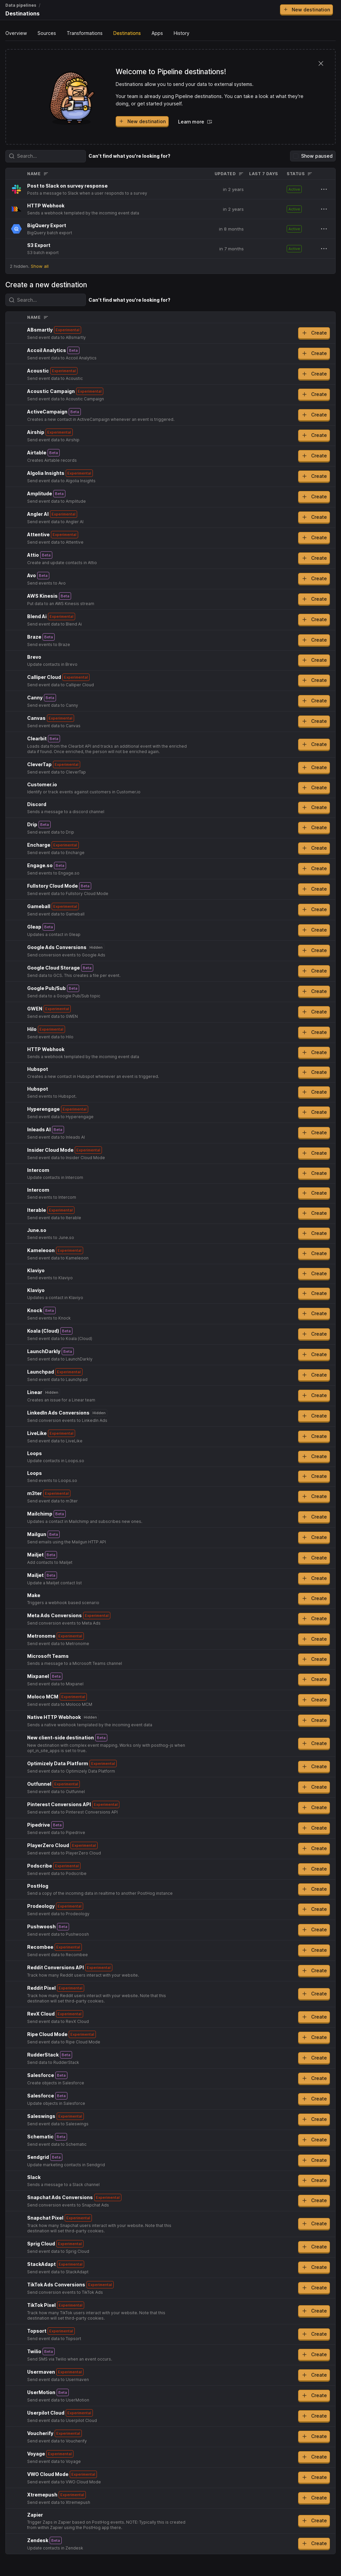 Data pipelines /
Destinations
New destination
Overview Sources Transformations Destinations Apps History
Welcome to Pipeline destinations!
Destinations allow you to send your data to external systems.
Your team is already using Pipeline destinations. You can take a look at what they're
doing, or get started yourself.
New destination Learn more
Search...
Can't find what you're looking for?
Show paused
NAME UPDATED LAST 7 DAYS STATUS
Post to Slack on survey response
Posts a message to Slack when a user responds to a survey
in 2 years Active
HTTP Webhook
Sends a webhook templated by the incoming event data
in 2 years Active
BigQuery Export
BigQuery batch export
in 8 months Active
S3 Export
S3 batch export
in 7 months Active
2 hidden. Show all
Create a new destination
Search...
Can't find what you're looking for?
NAME
ABsmartly Experimental
Send event data to ABsmartly
Create
Accoil Analytics Beta
Send event data to Accoil Analytics
Create
Acoustic Experimental
Send event data to Acoustic
Create
Acoustic Campaign Experimental
Send event data to Acoustic Campaign
Create
ActiveCampaign Beta
Creates a new contact in ActiveCampaign whenever an event is triggered.
Create
Airship Experimental
Send event data to Airship
Create
Airtable Beta
Creates Airtable records
Create
Algolia Insights Experimental
Send event data to Algolia Insights
Create
Amplitude Beta
Send event data to Amplitude
Create
Angler AI Experimental
Send event data to Angler AI
Create
Attentive Experimental
Send event data to Attentive
Create
Attio Beta
Create and update contacts in Attio
Create
Avo Beta
Send events to Avo
Create
AWS Kinesis Beta
Put data to an AWS Kinesis stream
Create
Blend Ai Experimental
Send event data to Blend Ai
Create
Braze Beta
Send events to Braze
Create
Brevo
Update contacts in Brevo
Create
Calliper Cloud Experimental
Send event data to Calliper Cloud
Create
Canny Beta
Send event data to Canny
Create
Canvas Experimental
Send event data to Canvas
Create
Clearbit Beta
Loads data from the Clearbit API and tracks an additional event with the enriched
data if found. Once enriched, the person will not be enriched again.
Create
CleverTap Experimental
Send event data to CleverTap
Create
Customer.io
Identify or track events against customers in Customer.io
Create
Discord
Sends a message to a discord channel
Create
Drip Beta
Send event data to Drip
Create
Encharge Experimental
Send event data to Encharge
Create
Engage.so Beta
Send events to Engage.so
Create
Fullstory Cloud Mode Beta
Send event data to Fullstory Cloud Mode
Create
Gameball Experimental
Send event data to Gameball
Create
Gleap Beta
Updates a contact in Gleap
Create
Google Ads Conversions Hidden
Send conversion events to Google Ads
Create
Google Cloud Storage Beta
Send data to GCS. This creates a file per event.
Create
Google Pub/Sub Beta
Send data to a Google Pub/Sub topic
Create
GWEN Experimental
Send event data to GWEN
Create
Hilo Experimental
Send event data to Hilo
Create
HTTP Webhook
Sends a webhook templated by the incoming event data
Create
Hubspot
Creates a new contact in Hubspot whenever an event is triggered.
Create
Hubspot
Send events to Hubspot.
Create
Hyperengage Experimental
Send event data to Hyperengage
Create
Inleads AI Beta
Send event data to Inleads AI
Create
Insider Cloud Mode Experimental
Send event data to Insider Cloud Mode
Create
Intercom
Update contacts in Intercom
Create
Intercom
Send events to Intercom
Create
Iterable Experimental
Send event data to Iterable
Create
June.so
Send events to June.so
Create
Kameleoon Experimental
Send event data to Kameleoon
Create
Klaviyo
Send events to Klaviyo
Create
Klaviyo
Updates a contact in Klaviyo
Create
Knock Beta
Send events to Knock
Create
Koala (Cloud) Beta
Send event data to Koala (Cloud)
Create
LaunchDarkly Beta
Send event data to LaunchDarkly
Create
Launchpad Experimental
Send event data to Launchpad
Create
Linear Hidden
Creates an issue for a Linear team
Create
LinkedIn Ads Conversions Hidden
Send conversion events to LinkedIn Ads
Create
LiveLike Experimental
Send event data to LiveLike
Create
Loops
Update contacts in Loops.so
Create
Loops
Send events to Loops.so
Create
m3ter Experimental
Send event data to m3ter
Create
Mailchimp Beta
Updates a contact in Mailchimp and subscribes new ones.
Create
Mailgun Beta
Send emails using the Mailgun HTTP API
Create
Mailjet Beta
Add contacts to Mailjet
Create
Mailjet Beta
Update a Mailjet contact list
Create
Make
Triggers a webhook based scenario
Create
Meta Ads Conversions Experimental
Send conversion events to Meta Ads
Create
Metronome Experimental
Send event data to Metronome
Create
Microsoft Teams
Sends a message to a Microsoft Teams channel
Create
Mixpanel Beta
Send event data to Mixpanel
Create
Moloco MCM Experimental
Send event data to Moloco MCM
Create
Native HTTP Webhook Hidden
Sends a native webhook templated by the incoming event data
Create
New client-side destination Beta
New destination with complex event mapping. Works only with posthog-js when
opt_in_site_apps is set to true.
Create
Optimizely Data Platform Experimental
Send event data to Optimizely Data Platform
Create
Outfunnel Experimental
Send event data to Outfunnel
Create
Pinterest Conversions API Experimental
Send event data to Pinterest Conversions API
Create
Pipedrive Beta
Send event data to Pipedrive
Create
PlayerZero Cloud Experimental
Send event data to PlayerZero Cloud
Create
Podscribe Experimental
Send event data to Podscribe
Create
PostHog
Send a copy of the incoming data in realtime to another PostHog instance
Create
Prodeology Experimental
Send event data to Prodeology
Create
Pushwoosh Beta
Send event data to Pushwoosh
Create
Recombee Experimental
Send event data to Recombee
Create
Reddit Conversions API Experimental
Track how many Reddit users interact with your website.
Create
Reddit Pixel Experimental
Track how many Reddit users interact with your website. Note that this
destination will set third-party cookies.
Create
RevX Cloud Experimental
Send event data to RevX Cloud
Create
Ripe Cloud Mode Experimental
Send event data to Ripe Cloud Mode
Create
RudderStack Beta
Send data to RudderStack
Create
Salesforce Beta
Create objects in Salesforce
Create
Salesforce Beta
Update objects in Salesforce
Create
Saleswings Experimental
Send event data to Saleswings
Create
Schematic Beta
Send event data to Schematic
Create
Sendgrid Beta
Update marketing contacts in Sendgrid
Create
Slack
Sends a message to a Slack channel
Create
Snapchat Ads Conversions Experimental
Send conversion events to Snapchat Ads
Create
Snapchat Pixel Experimental
Track how many Snapchat users interact with your website. Note that this
destination will set third-party cookies.
Create
Sprig Cloud Experimental
Send event data to Sprig Cloud
Create
StackAdapt Experimental
Send event data to StackAdapt
Create
TikTok Ads Conversions Experimental
Send conversion events to TikTok Ads
Create
TikTok Pixel Experimental
Track how many TikTok users interact with your website. Note that this
destination will set third-party cookies.
Create
Topsort Experimental
Send event data to Topsort
Create
Twilio Beta
Send SMS via Twilio when an event occurs.
Create
Usermaven Experimental
Send event data to Usermaven
Create
UserMotion Beta
Send event data to UserMotion
Create
Userpilot Cloud Experimental
Send event data to Userpilot Cloud
Create
Voucherify Experimental
Send event data to Voucherify
Create
Voyage Experimental
Send event data to Voyage
Create
VWO Cloud Mode Experimental
Send event data to VWO Cloud Mode
Create
Xtremepush Experimental
Send event data to Xtremepush
Create
Zapier
Trigger Zaps in Zapier based on PostHog events. NOTE: Typically this is created
from within Zapier using the PostHog app there.
Create
Zendesk Beta
Update contacts in Zendesk
Create